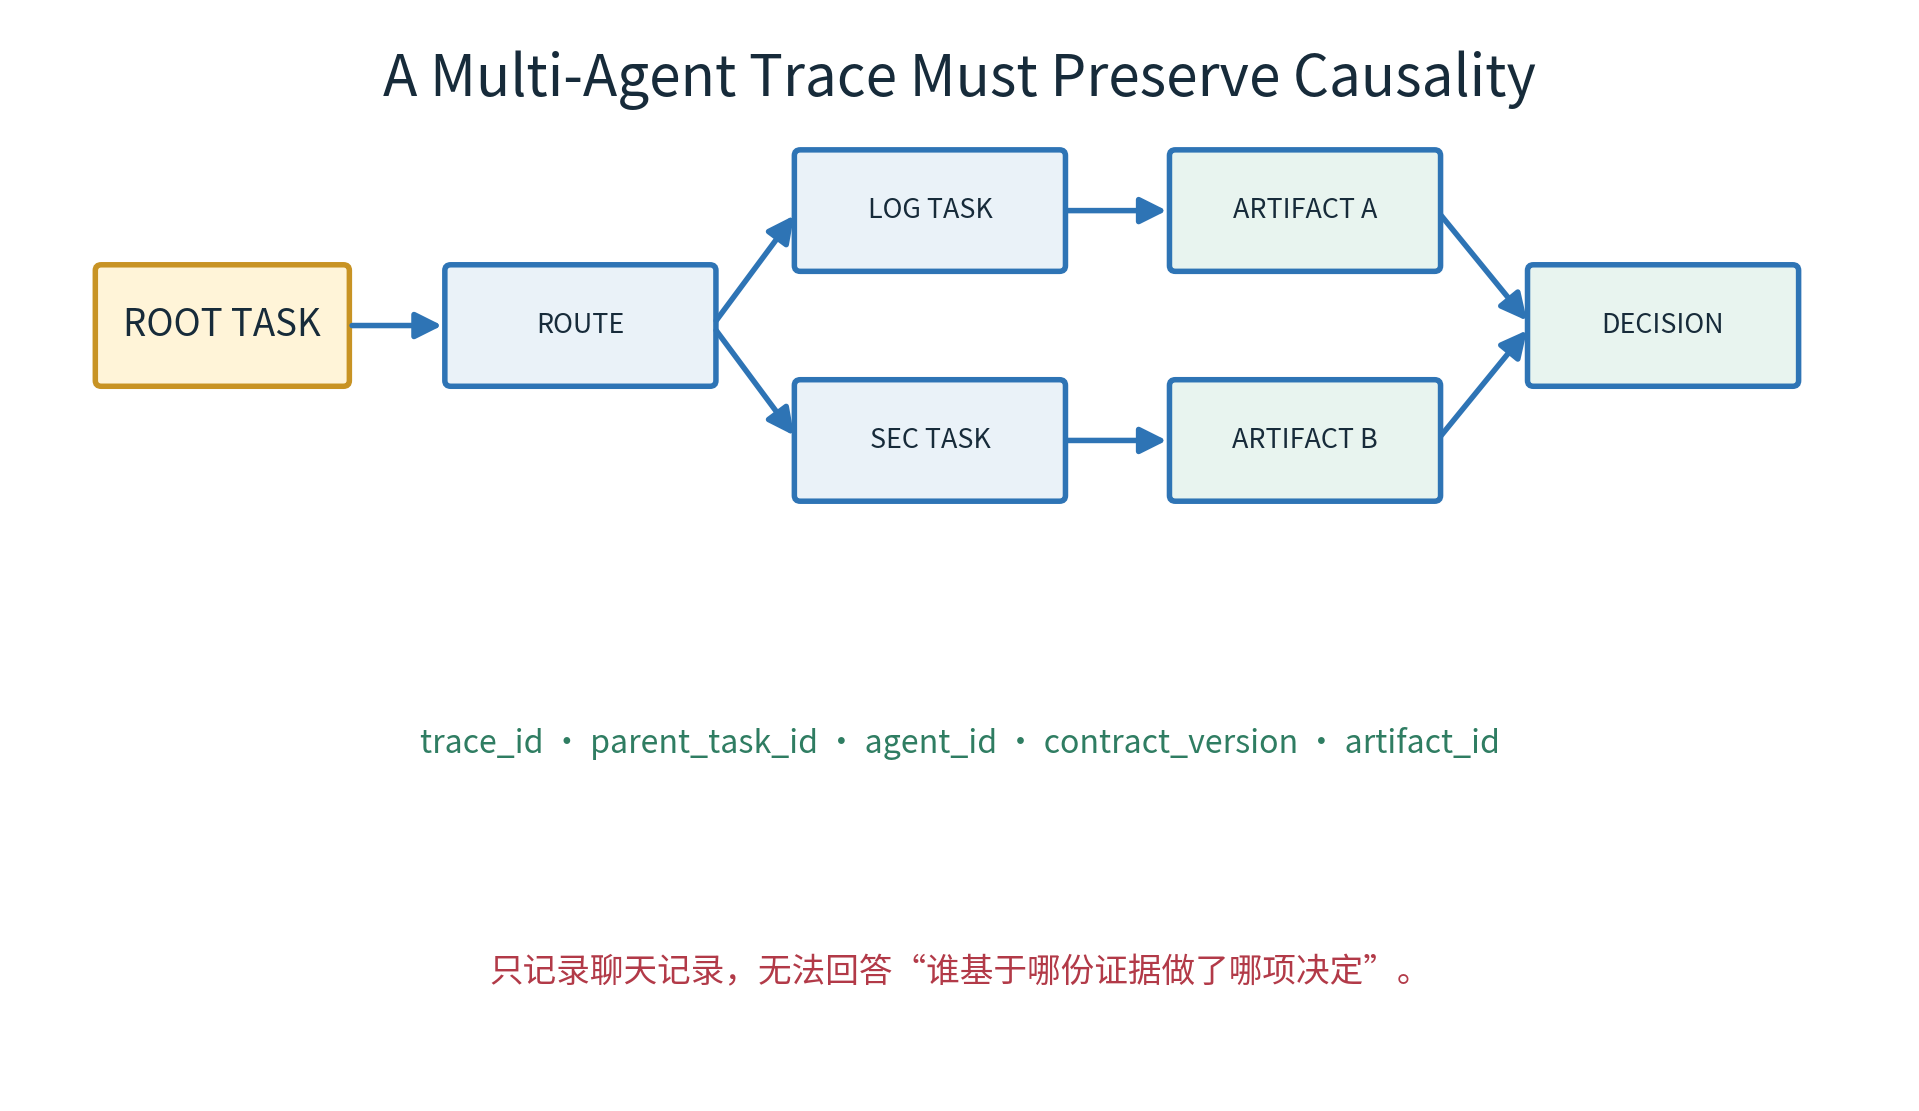 A Multi-Agent Trace Must Preserve Causality
ROOT TASK
ROUTE
LOG TASK
ARTIFACT A
SEC TASK
ARTIFACT B
DECISION
trace_id · parent_task_id · agent_id · contract_version · artifact_id
只记录聊天记录，无法回答“谁基于哪份证据做了哪项决定”。